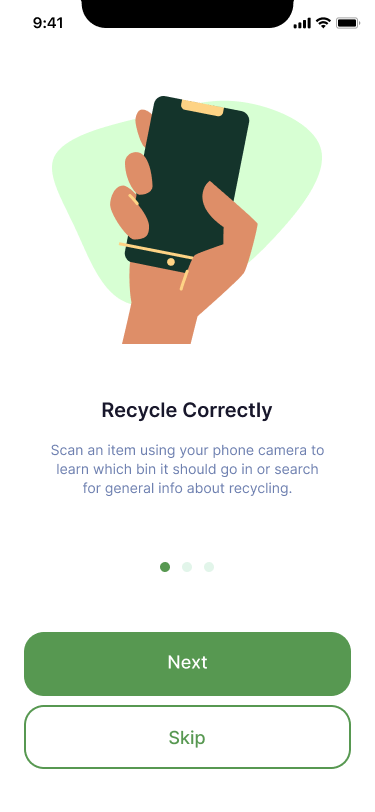 9:41
Recycle Correctly
Scan an item using your phone camera to
learn which bin it should go in or search
for general info about recycling.
Next
Skip